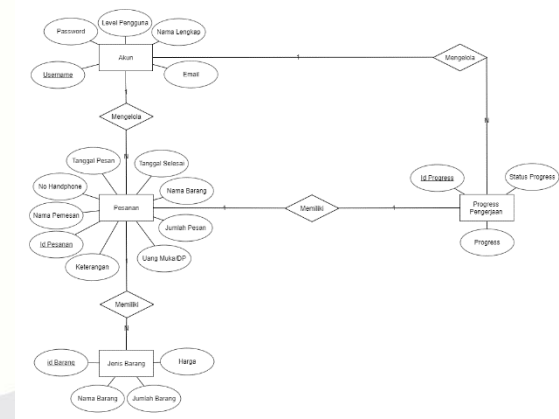 Level Pengguna
Password
Nama Lengkap
Akun
1
Mengelola
Username
Email
1
Mengelola
N
N
Tanggal Pesan
Tanggal Selesai
Id Progress
Status Progress
No Handphone
Nama Barang
Nama Pemesan
Pesanan
1
Memiliki
1
Progress Pengerjaan
Jumlah Pesan
Id Pesanan
Progress
Keterangan
Uang Muka/DP
1
Memiliki
N
id Barang
Jenis Barang
Harga
Nama Barang
Jumlah Barang